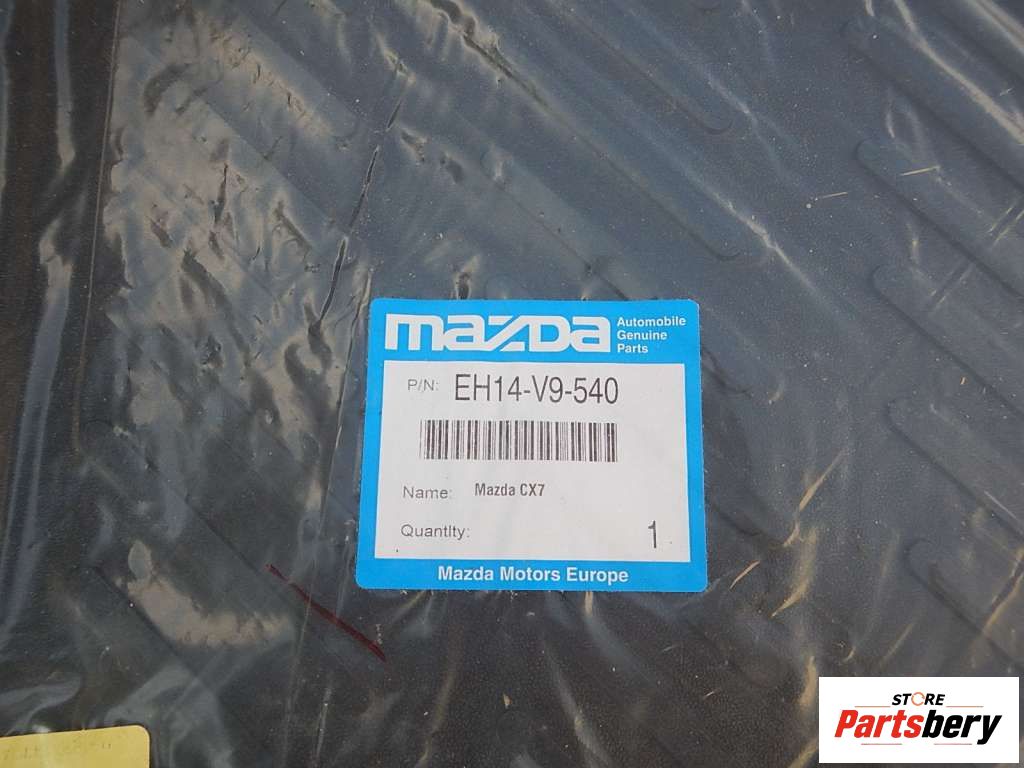 mazda
Automobile
Genuine
Parts
P/N: EH14-V9-540
Name: Mazda CX7
Quantity: 1
Mazda Motors Europe
STORE
Partsbery